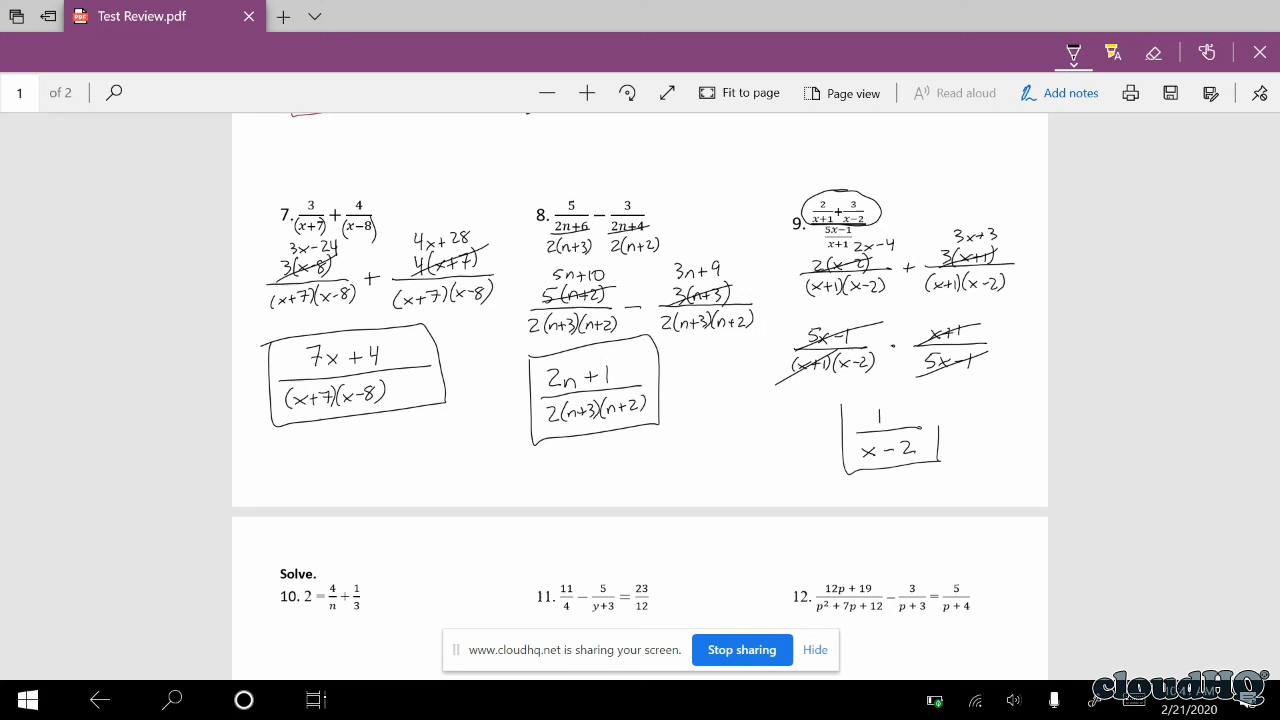 Test Review.pdf
1 of 2 Fit to page Page view Read aloud Add notes
7. 3/(x+7) + 4/(x−8)
3x−24 4x+28
3(x−8)/(x+7)(x−8) + 4(x+7)/(x+7)(x−8)
7x+4/(x+7)(x−8)
8. 5/2n+6 − 3/2n+4
2(n+3) 2(n+2)
5n+10 3n+9
5(n+2)/2(n+3)(n+2) − 3(n+3)/2(n+3)(n+2)
2n+1/2(n+3)(n+2)
9. 2/x+1 + 3/x−2
5x−1/x+1
2x−4 3x+3
2(x−2)/(x+1)(x−2) + 3(x+1)/(x+1)(x−2)
5x−1/(x+1)(x−2) · x+1/5x−1
1/x−2
Solve.
10. 2 = 4/n + 1/3
11. 11/4 − 5/y+3 = 23/12
12. 12p + 19/p² + 7p + 12 − 3/p + 3 = 5/p + 4
www.cloudhq.net is sharing your screen. Stop sharing Hide
cloudHQ
2/21/2020